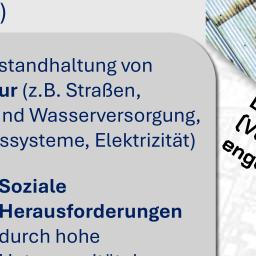 )
standhaltung von
ur (z.B. Straßen,
nd Wasserversorgung,
ssysteme, Elektrizität)
Soziale
Herausforderungen
durch hohe
(V
eng